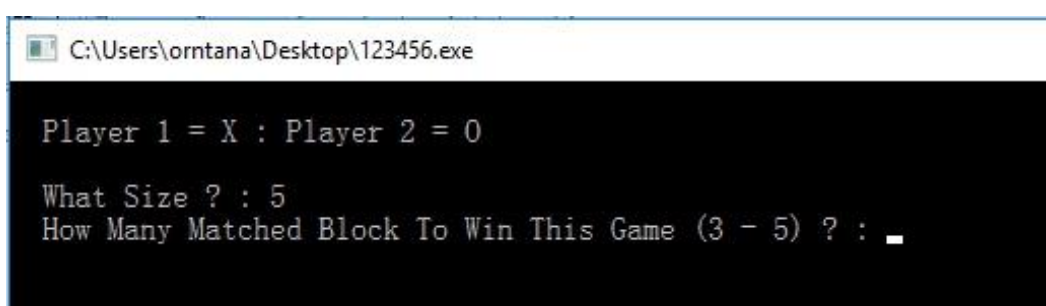 C:\Users\orntana\Desktop\123456.exe
Player 1 = X : Player 2 = O
What Size ? : 5
How Many Matched Block To Win This Game (3 - 5) ? :